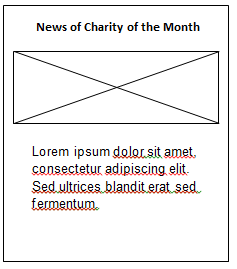 News of Charity of the Month
Lorem ipsum dolor sit amet,
consectetur adipiscing elit.
Sed ultrices blandit erat, sed
fermentum.